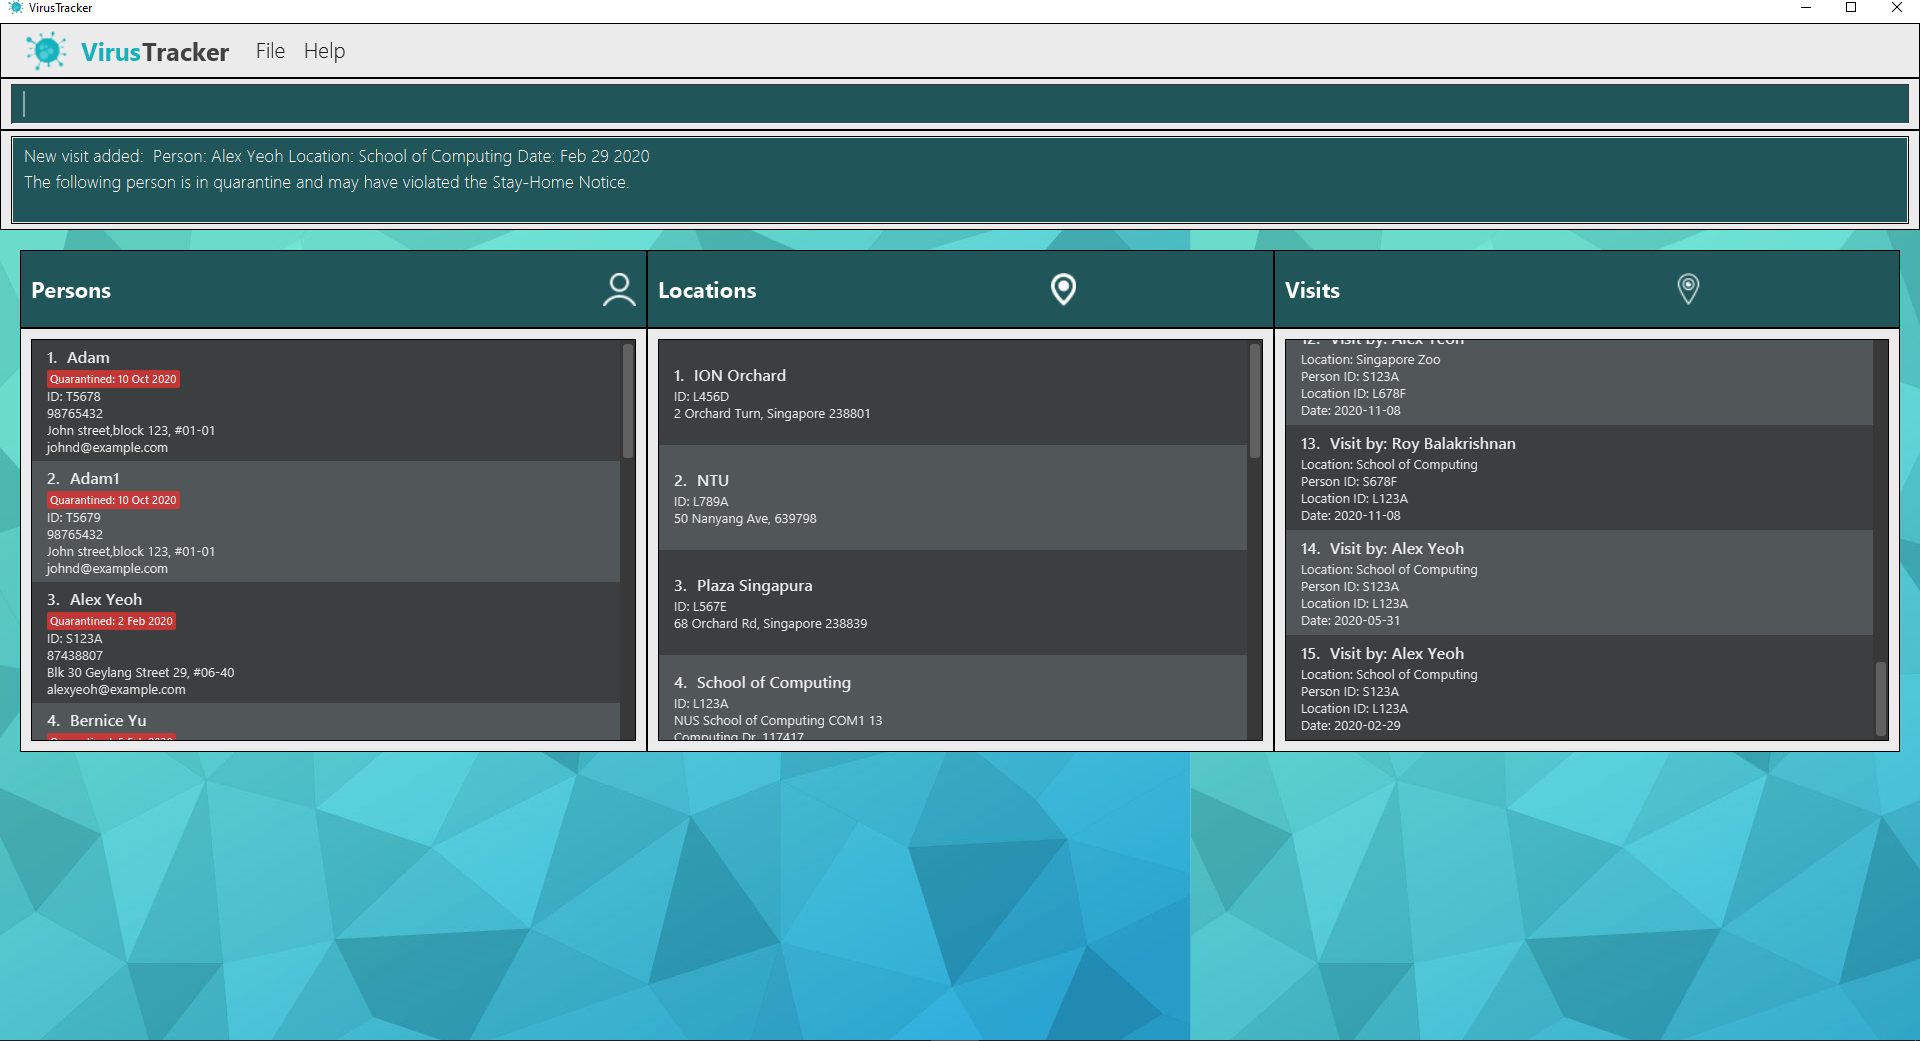 VirusTracker
VirusTracker File Help
New visit added:  Person: Alex Yeoh Location: School of Computing Date: Feb 29 2020
The following person is in quarantine and may have violated the Stay-Home Notice.
Persons
1. Adam
Quarantined: 10 Oct 2020
ID: T5678
98765432
John street,block 123, #01-01
johnd@example.com
2. Adam1
Quarantined: 10 Oct 2020
ID: T5679
98765432
John street,block 123, #01-01
johnd@example.com
3. Alex Yeoh
Quarantined: 2 Feb 2020
ID: S123A
87438807
Blk 30 Geylang Street 29, #06-40
alexyeoh@example.com
4. Bernice Yu
Locations
1. ION Orchard
ID: L456D
2 Orchard Turn, Singapore 238801
2. NTU
ID: L789A
50 Nanyang Ave, 639798
3. Plaza Singapura
ID: L567E
68 Orchard Rd, Singapore 238839
4. School of Computing
ID: L123A
NUS School of Computing COM1 13
Computing Dr, 117417
Visits
12. Visit by: Alex Yeoh
Location: Singapore Zoo
Person ID: S123A
Location ID: L678F
Date: 2020-11-08
13. Visit by: Roy Balakrishnan
Location: School of Computing
Person ID: S678F
Location ID: L123A
Date: 2020-11-08
14. Visit by: Alex Yeoh
Location: School of Computing
Person ID: S123A
Location ID: L123A
Date: 2020-05-31
15. Visit by: Alex Yeoh
Location: School of Computing
Person ID: S123A
Location ID: L123A
Date: 2020-02-29